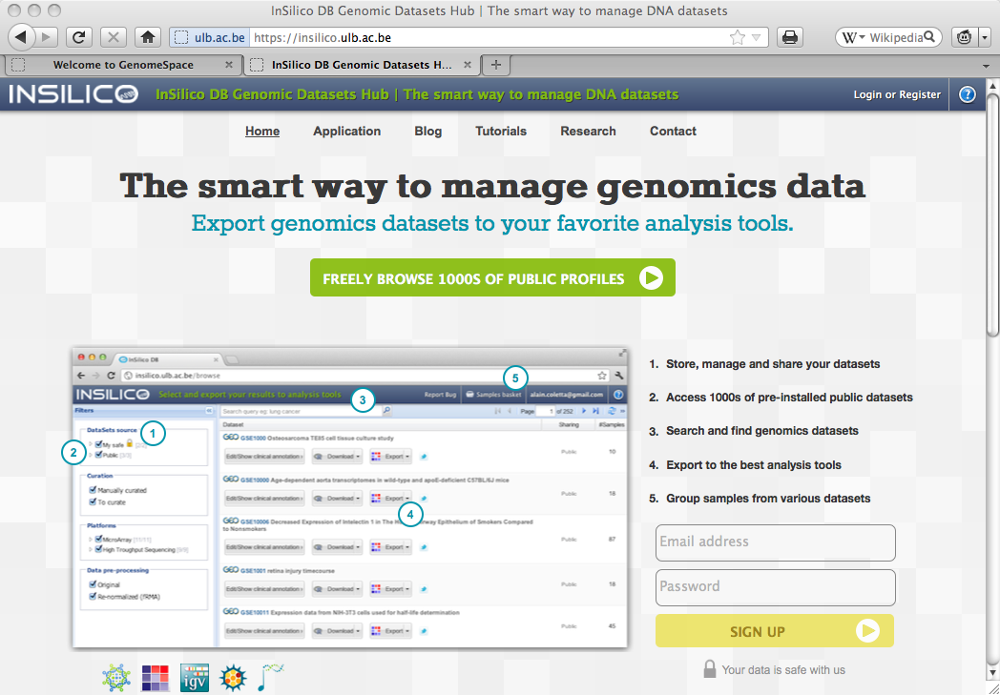 InSilico DB Genomic Datasets Hub | The smart way to manage DNA datasets
ulb.ac.be https://insilico.ulb.ac.be
W Wikipedia
Welcome to GenomeSpace
InSilico DB Genomic Datasets H...
INSILICO InSilico DB Genomic Datasets Hub | The smart way to manage DNA datasets Login or Register ?
Home Application Blog Tutorials Research Contact
The smart way to manage genomics data
Export genomics datasets to your favorite analysis tools.
FREELY BROWSE 1000S OF PUBLIC PROFILES
InSilico DB
insilico.ulb.ac.be/browse
5
INSILICO Select and export your results to analysis tools 3 Report Bug Samples basket alain.coletta@gmail.com ?
Filters
Search query eg: lung cancer
Page 1 of 252
Dataset Sharing #Samples
DataSets source 1
2 My safe
Public [3/3]
Curation
Manually curated
To curate
Platforms
MicroArray [11/11]
High Troughput Sequencing [9/9]
Data pre-processing
Original
Re-normalized (fRMA)
GEO GSE1000 Osteosarcoma TE85 cell tissue culture study
Edit/Show clinical annotation Download Export Public 10
GEO GSE10000 Age-dependent aorta transcriptomes in wild-type and apoE-deficient C57BL/6J mice
Edit/Show clinical annotation Download Export Public 18
4
GEO GSE10006 Decreased Expression of Intelectin 1 in The Airway Epithelium of Smokers Compared
to Nonsmokers
Edit/Show clinical annotation Download Export Public 87
GEO GSE1001 retina injury timecourse
Edit/Show clinical annotation Download Export Public 18
GEO GSE10011 Expression data from NIH-3T3 cells used for half-life determination
Edit/Show clinical annotation Download Export Public 45
1. Store, manage and share your datasets
2. Access 1000s of pre-installed public datasets
3. Search and find genomics datasets
4. Export to the best analysis tools
5. Group samples from various datasets
Email address
Password
SIGN UP
Your data is safe with us
igv